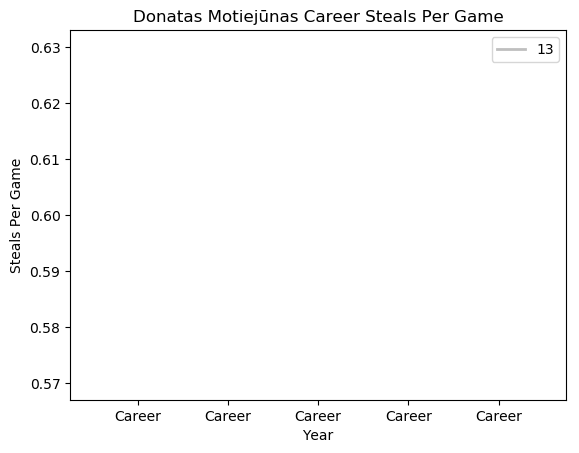 Donatas Motiejūnas Career Steals Per Game
13
0.63
0.62
0.61
0.60
0.59
0.58
0.57
Steals Per Game
Career Career Career Career Career
Year